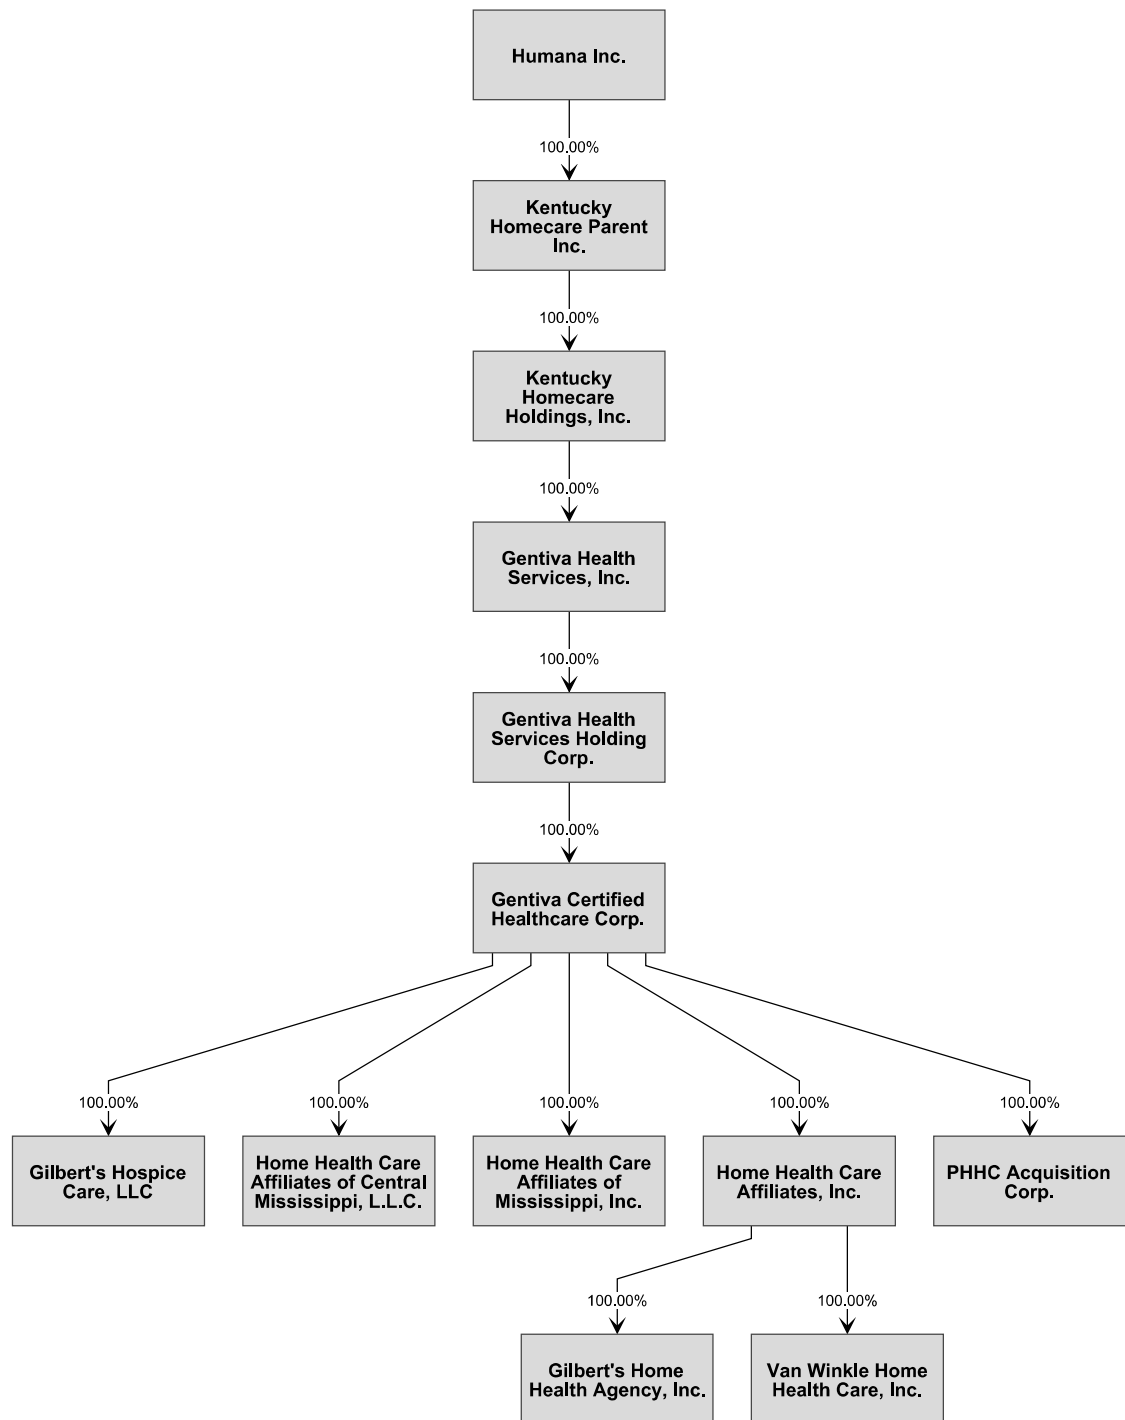 Humana Inc.
100.00%
Kentucky
Homecare Parent
Inc.
100.00%
Kentucky
Homecare
Holdings, Inc.
100.00%
Gentiva Health
Services, Inc.
100.00%
Gentiva Health
Services Holding
Corp.
100.00%
Gentiva Certified
Healthcare Corp.
100.00%
100.00%
100.00%
100.00%
100.00%
Gilbert's Hospice
Care, LLC
Home Health Care
Affiliates of Central
Mississippi, L.L.C.
Home Health Care
Affiliates of
Mississippi, Inc.
Home Health Care
Affiliates, Inc.
PHHC Acquisition
Corp.
100.00%
100.00%
Gilbert's Home
Health Agency, Inc.
Van Winkle Home
Health Care, Inc.